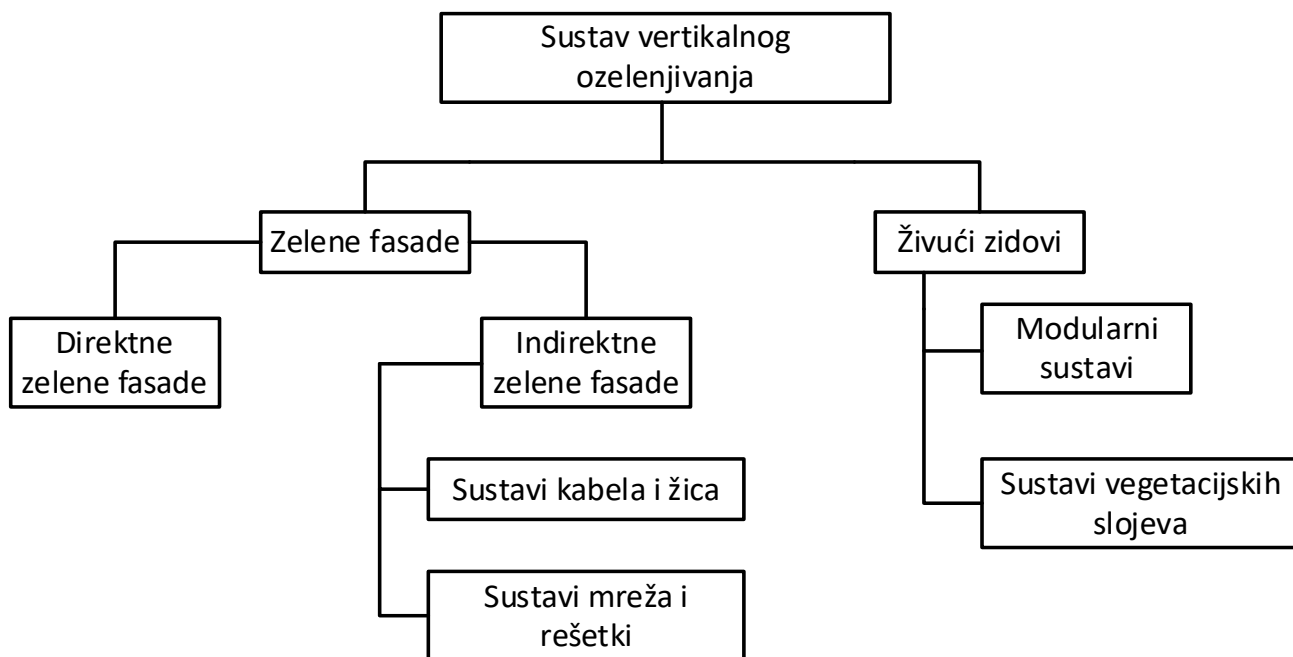 Sustav vertikalnog
ozelenjivanja
Zelene fasade
Živući zidovi
Direktne
zelene fasade
Indirektne
zelene fasade
Modularni
sustavi
Sustavi kabela i žica
Sustavi vegetacijskih
slojeva
Sustavi mreža i
rešetki